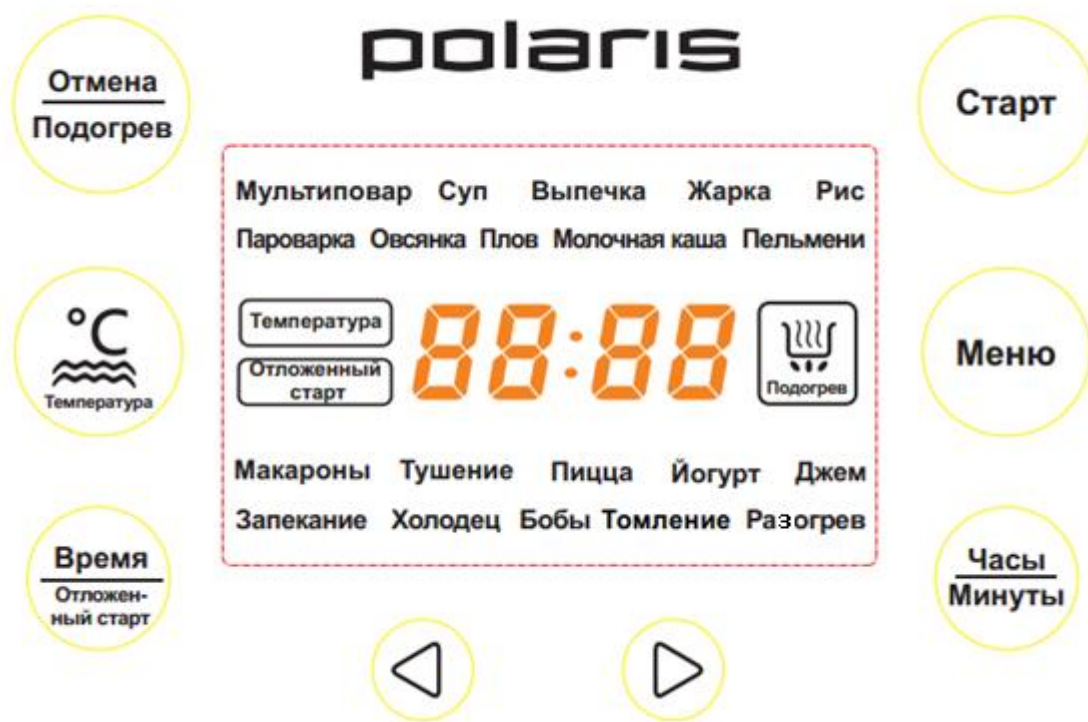 polaris
Отмена
Подогрев
Старт
Мультиповар Суп Выпечка Жарка Рис
Пароварка Овсянка Плов Молочная каша Пельмени
°C
Температура
Температура
Отложенный
старт
88:88
Подогрев
Меню
Макароны Тушение Пицца Йогурт Джем
Запекание Холодец Бобы Томление Разогрев
Время
Отложен-
ный старт
Часы
Минуты